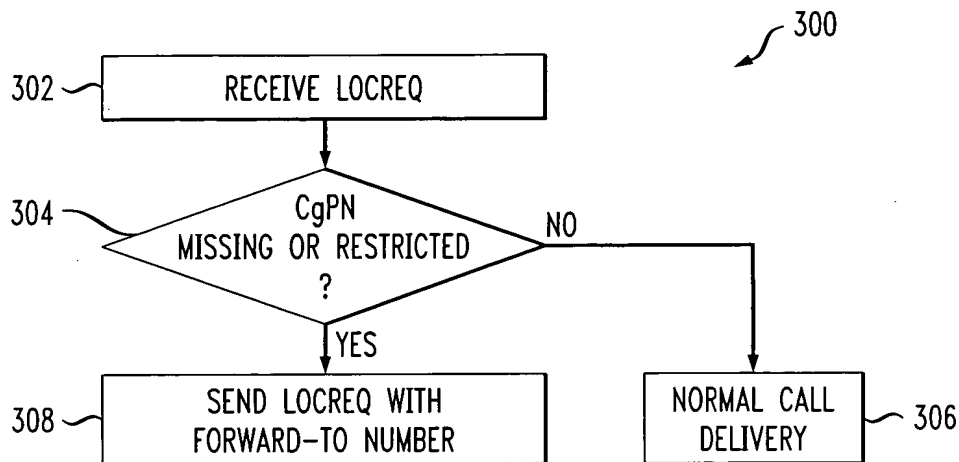 300
302
RECEIVE LOCREQ
304
CgPN
MISSING OR RESTRICTED
?
NO
YES
308
SEND LOCREQ WITH
FORWARD-TO NUMBER
NORMAL CALL
DELIVERY
306